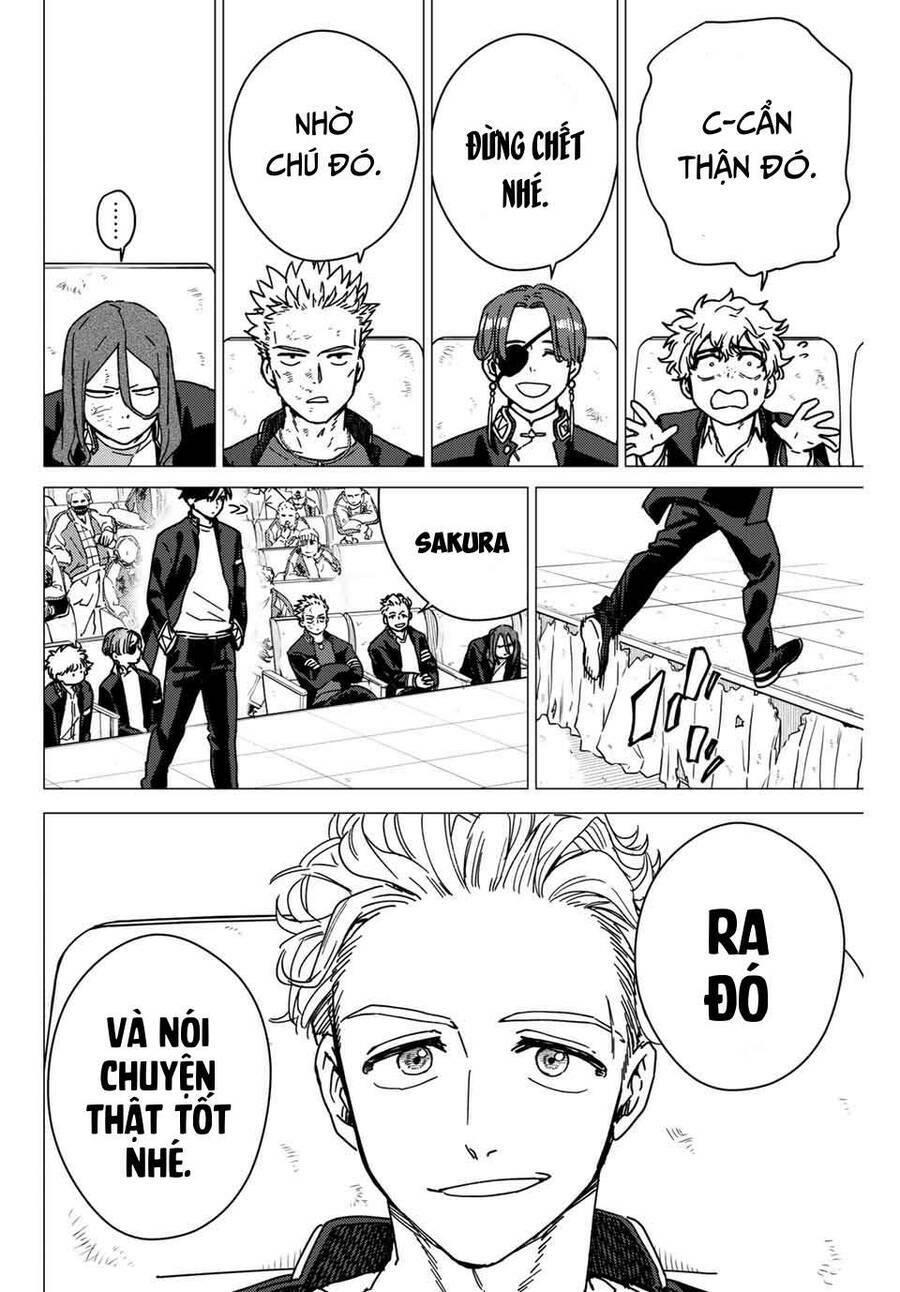 C-CẨN
THẬN ĐÓ.
ĐỪNG CHẾT
NHÉ.
NHỜ
CHÚ ĐÓ.
......
SAKURA
RA
ĐÓ
VÀ NÓI
CHUYỆN
THẬT TỐT
NHÉ.